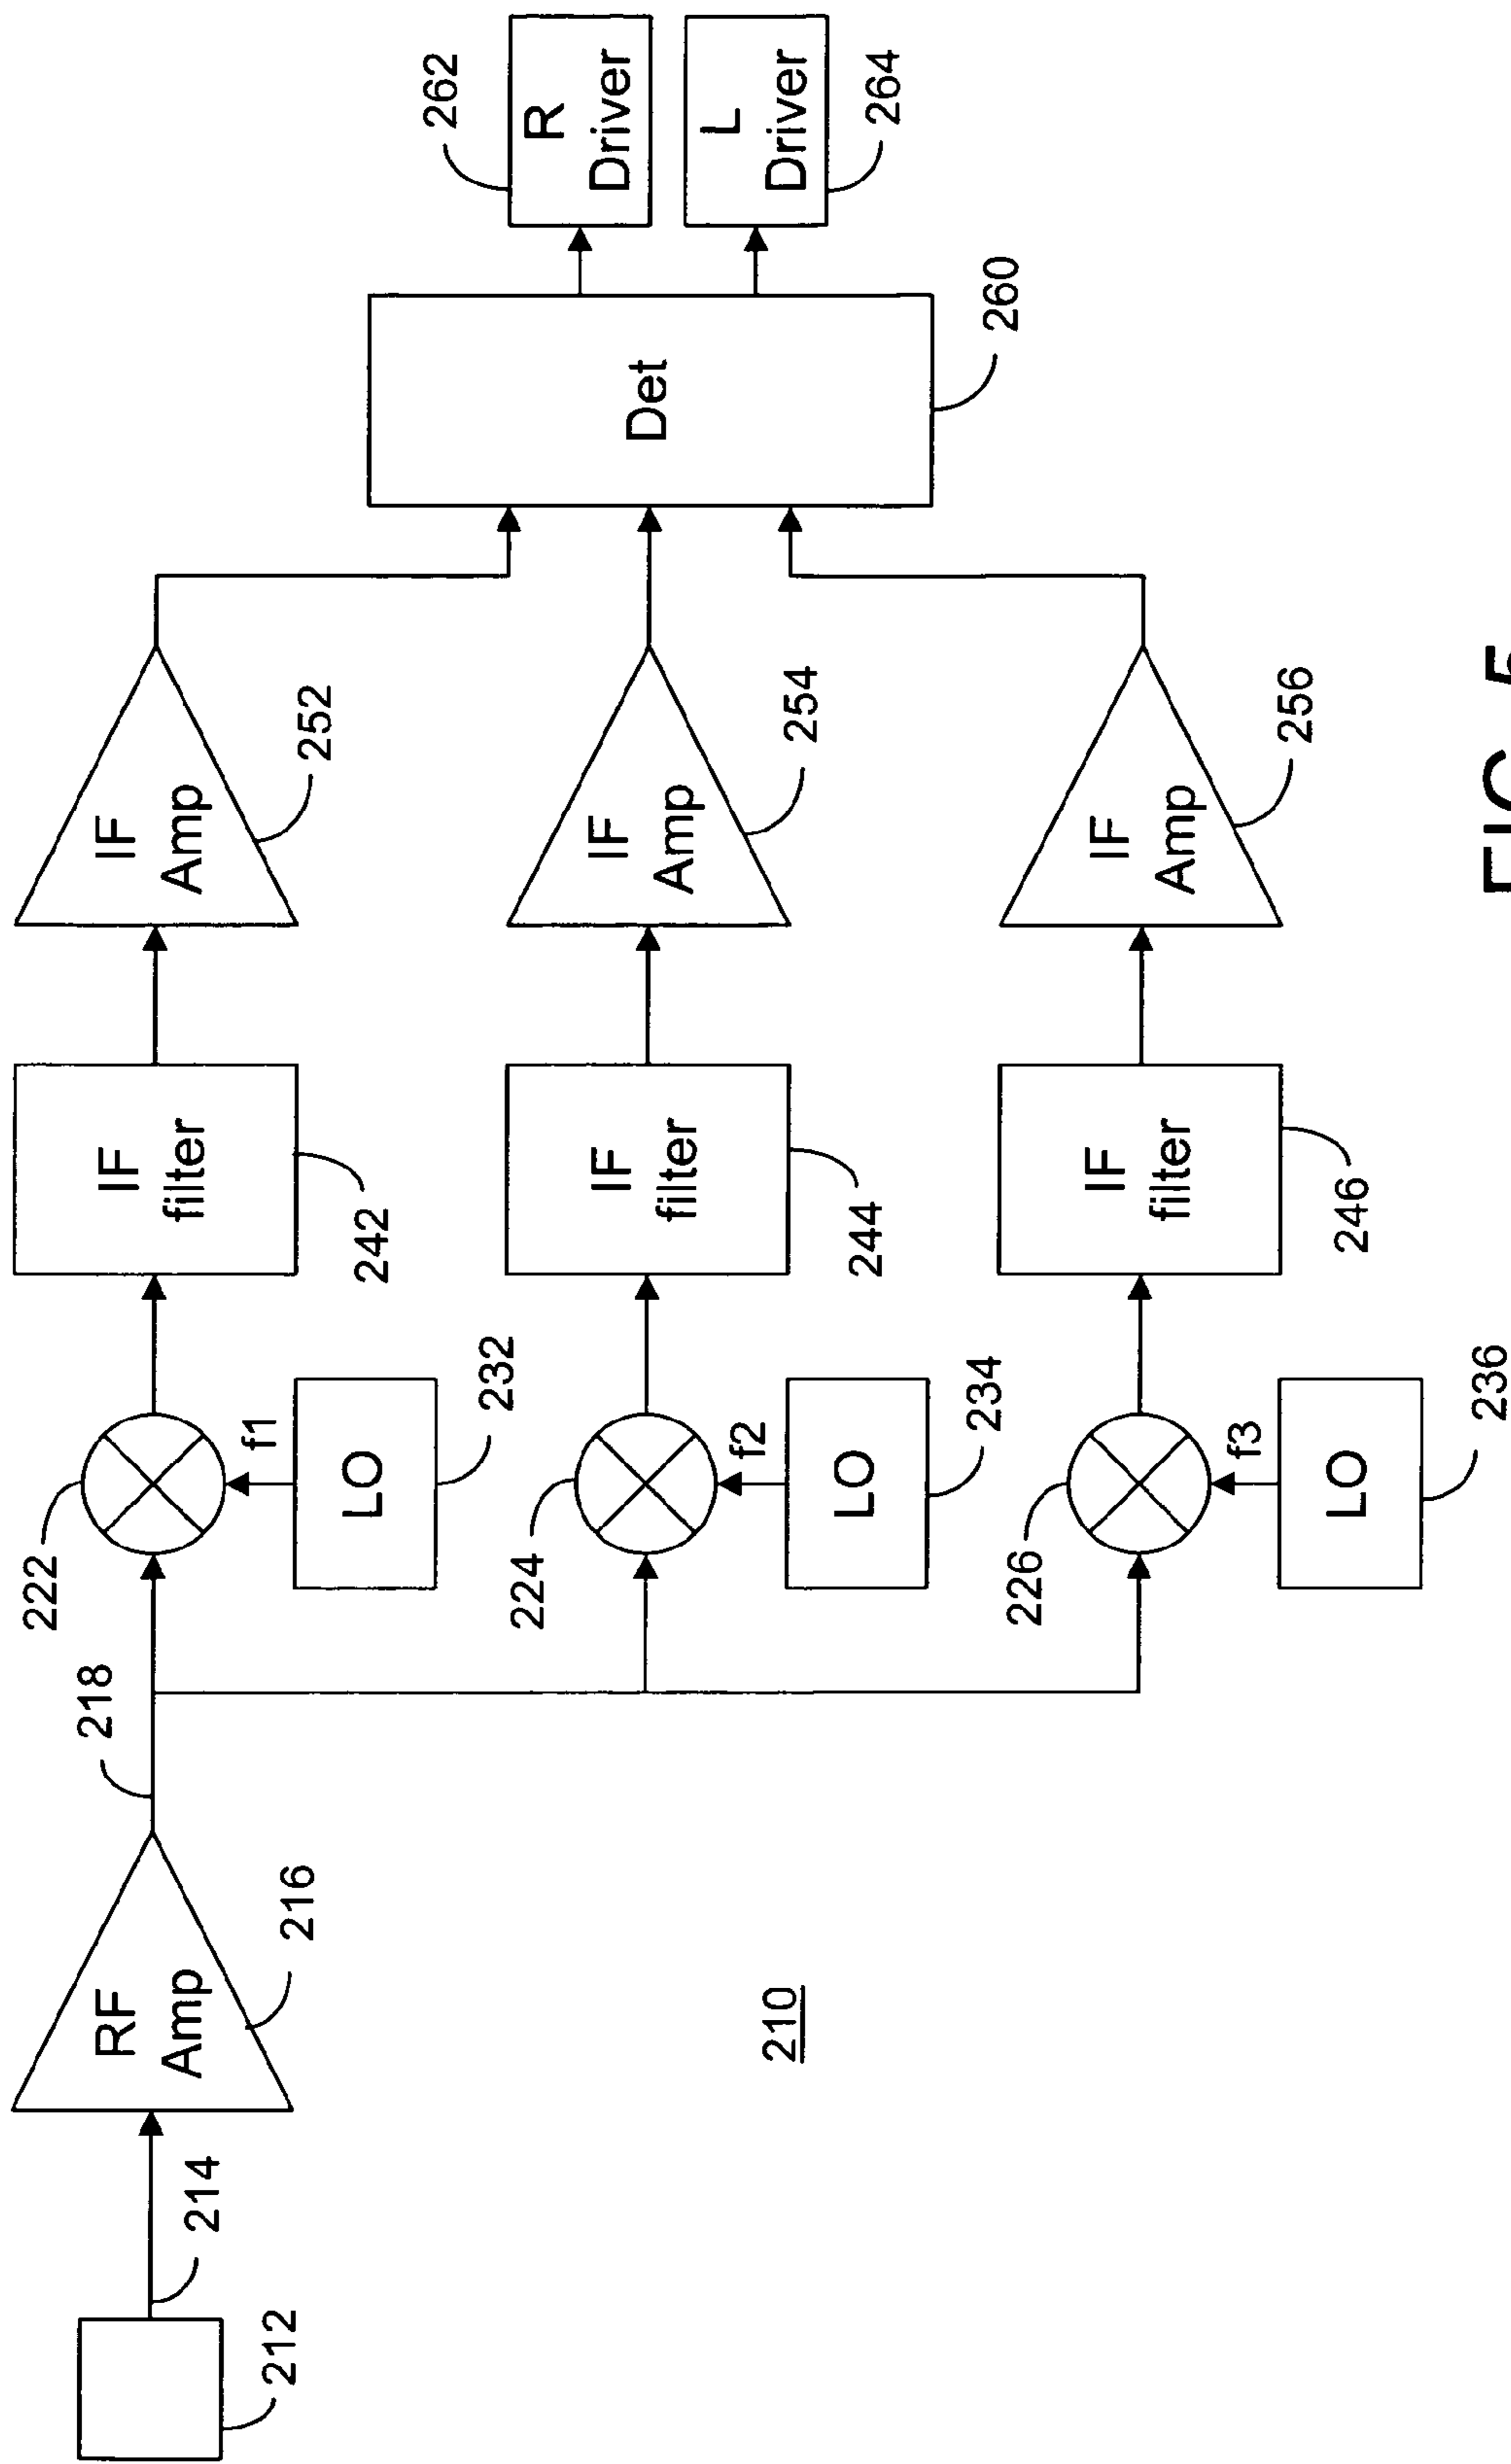 212
214
RF
Amp
216
218
222
f1
LO
232
224
f2
LO
234
226
f3
LO
236
IF
filter
242
IF
filter
244
IF
filter
246
IF
Amp
252
IF
Amp
254
IF
Amp
256
Det
260
R
Driver
262
L
Driver
264
210